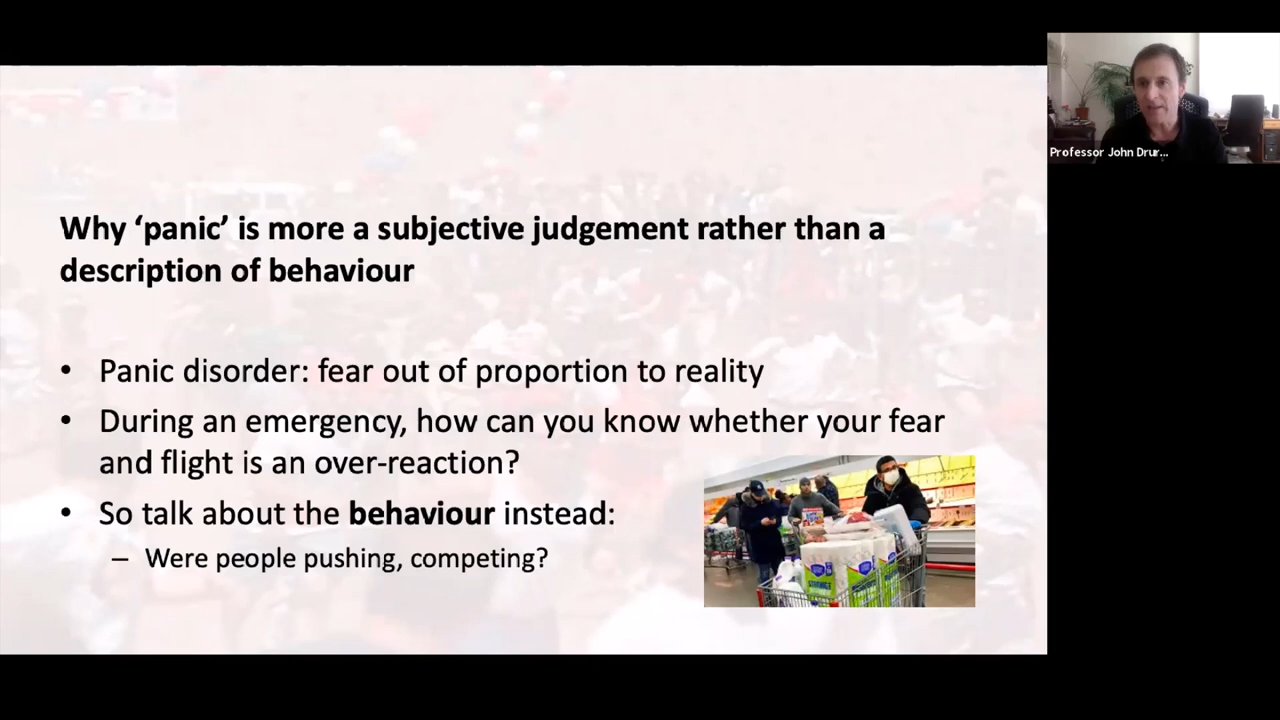 Why ‘panic’ is more a subjective judgement rather than a
description of behaviour
• Panic disorder: fear out of proportion to reality
• During an emergency, how can you know whether your fear
and flight is an over-reaction?
• So talk about the behaviour instead:
– Were people pushing, competing?
Professor John Drur...